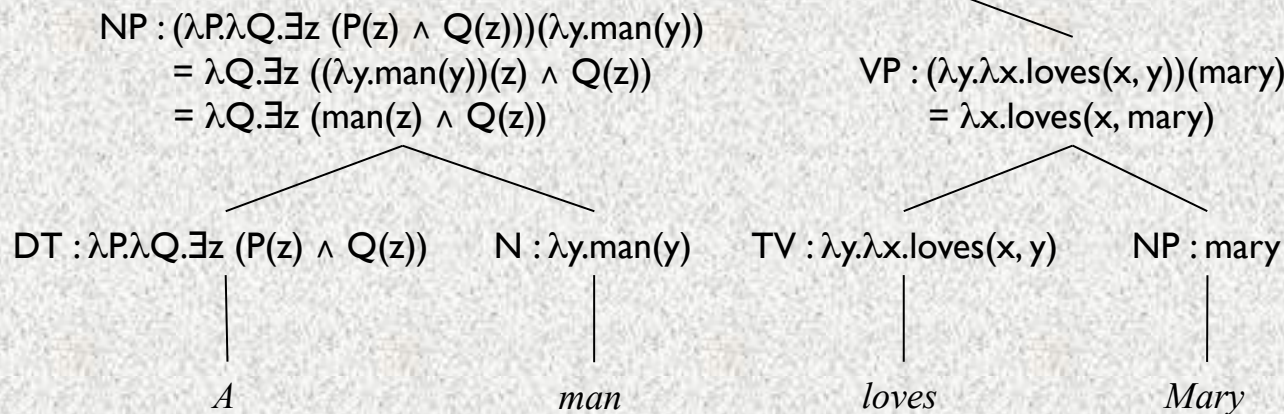 NP : (λP.λQ.∃z (P(z) ∧ Q(z)))(λy.man(y))
= λQ.∃z ((λy.man(y))(z) ∧ Q(z))
= λQ.∃z (man(z) ∧ Q(z))
VP : (λy.λx.loves(x, y))(mary)
= λx.loves(x, mary)
DT : λP.λQ.∃z (P(z) ∧ Q(z)) N : λy.man(y) TV : λy.λx.loves(x, y) NP : mary
A man loves Mary